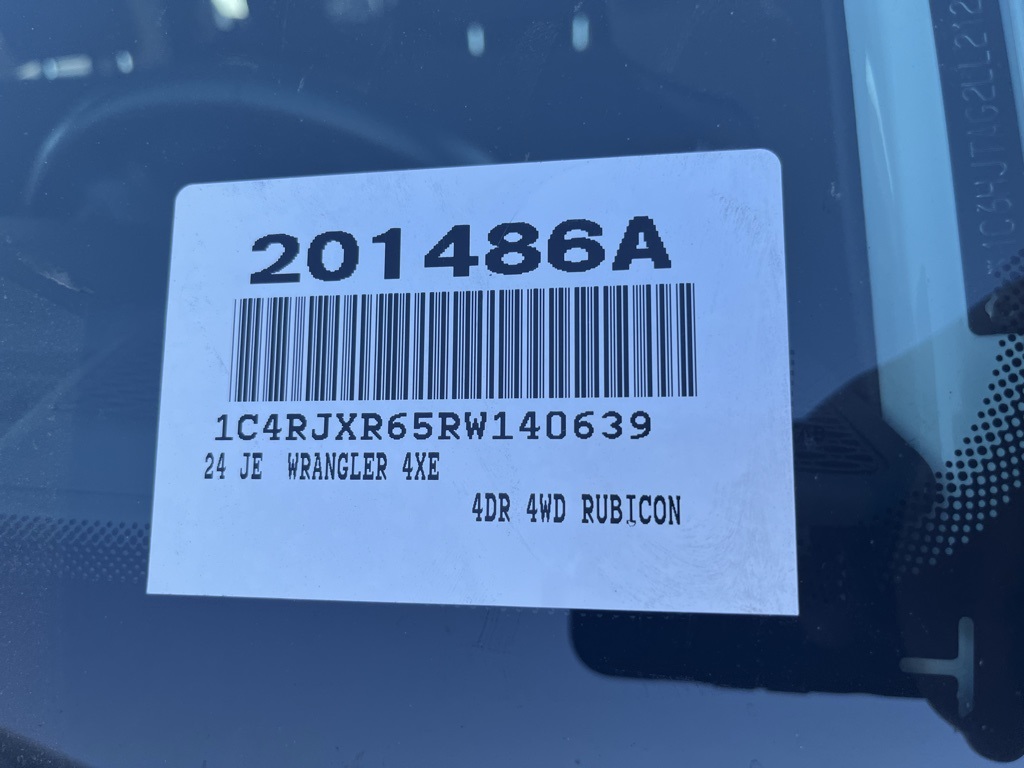 201486A
1C4RJXR65RW140639
24 JE  WRANGLER 4XE
4DR 4WD RUBICON